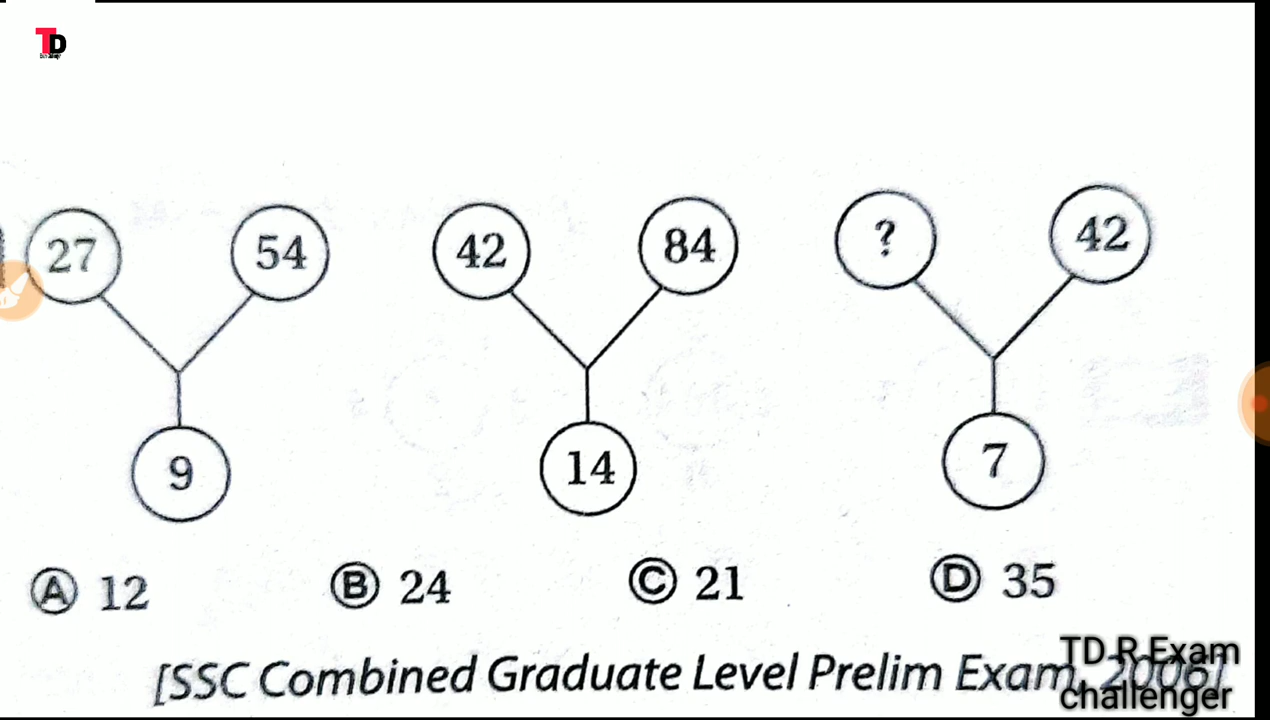 TD
27 54 42 84 ? 42
9 14 7
A 12 B 24 C 21 D 35
[SSC Combined Graduate Level Prelim Exam, 2006]
TD R Exam
challenger